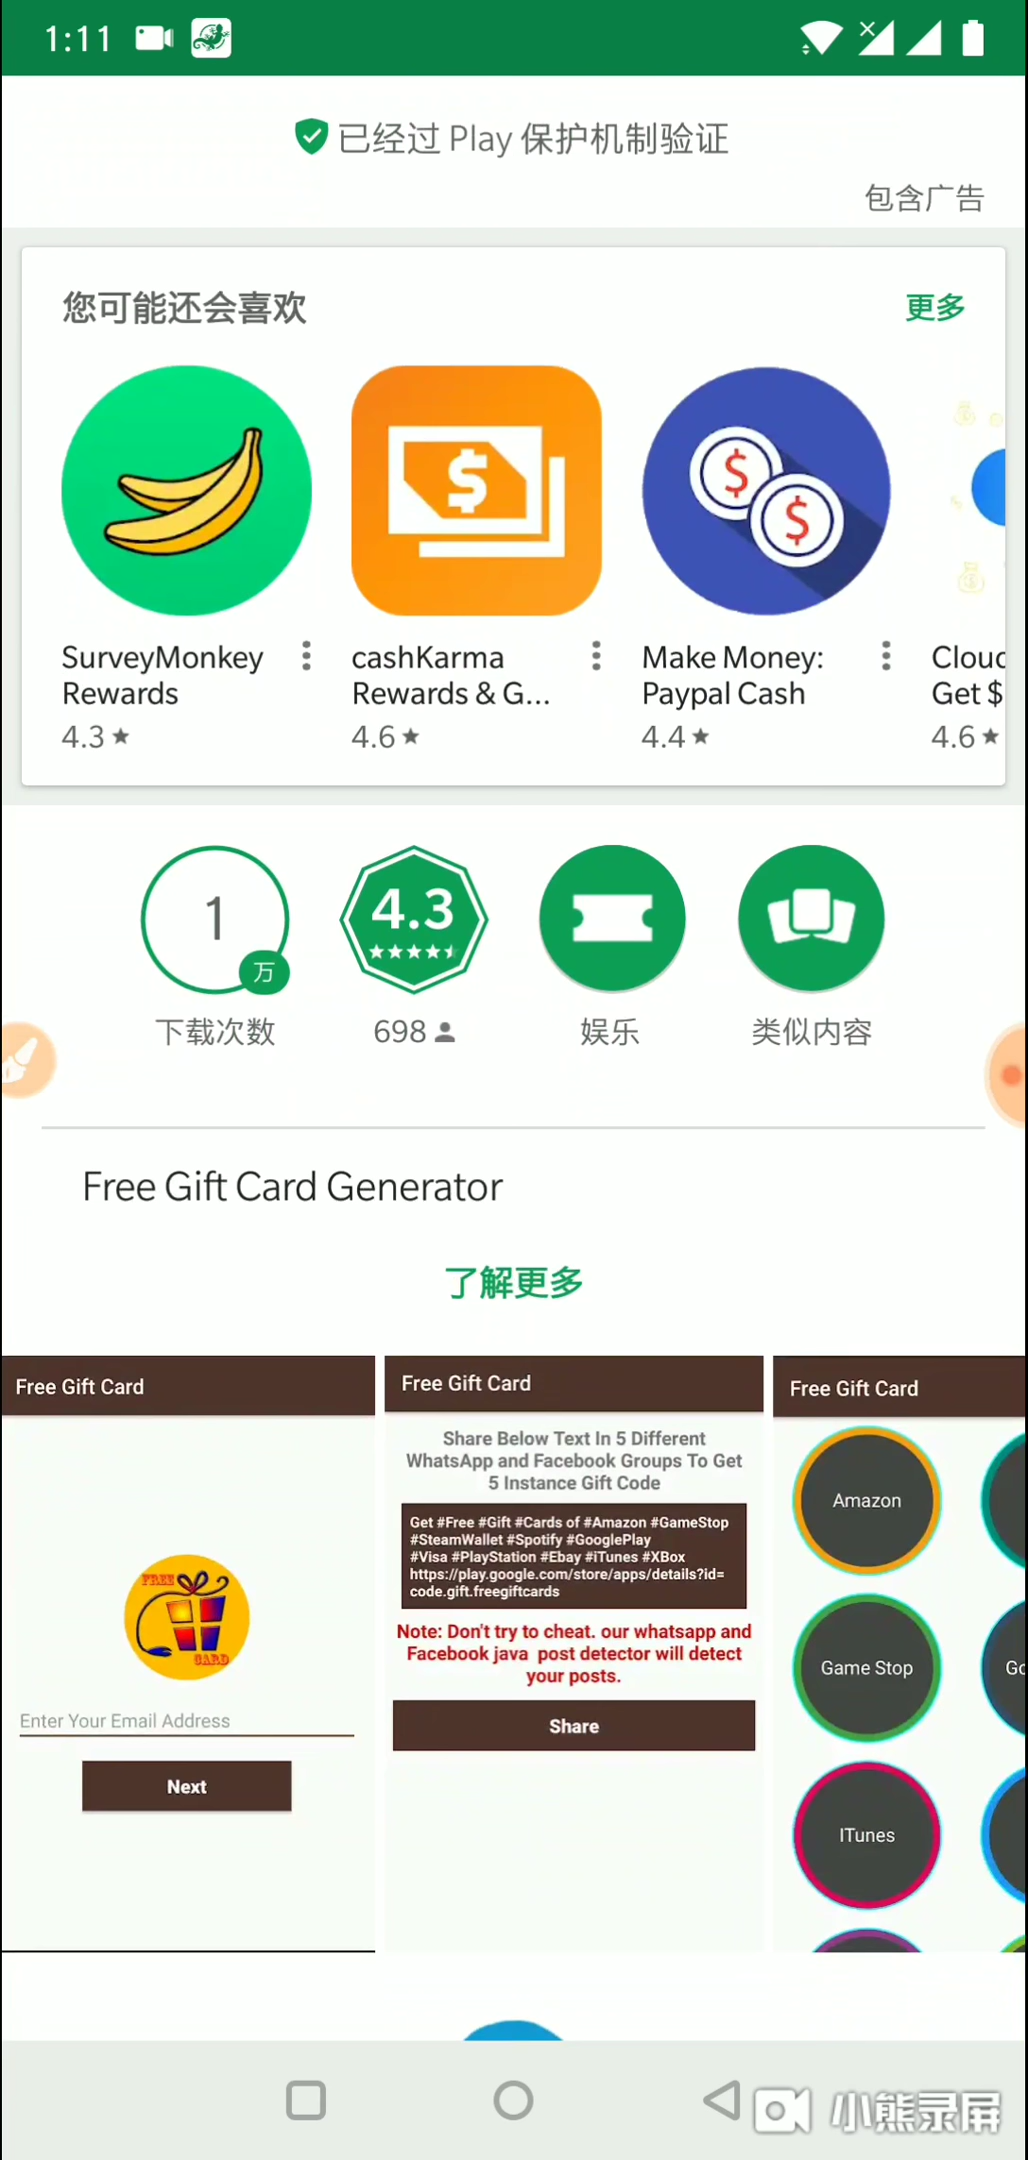 1:11
已经过 Play 保护机制验证
包含广告
您可能还会喜欢
更多
SurveyMonkey Rewards
4.3 ★
cashKarma Rewards & G...
4.6 ★
Make Money: Paypal Cash
4.4 ★
Get $
4.6 ★
1 万
4.3
下载次数
698
娱乐
类似内容
Free Gift Card Generator
了解更多
Free Gift Card
FREE
CARD
Enter Your Email Address
Next
Free Gift Card
Share Below Text In 5 Different
WhatsApp and Facebook Groups To Get
5 Instance Gift Code
Get #Free #Gift #Cards of #Amazon #GameStop
#SteamWallet #Spotify #GooglePlay
#Visa #PlayStation #Ebay #iTunes #XBox
https://play.google.com/store/apps/details?id=
code.gift.freegiftcards
Note: Don't try to cheat. our whatsapp and
Facebook java post detector will detect
your posts.
Share
Free Gift Card
Amazon
Game Stop
ITunes
小熊录屏